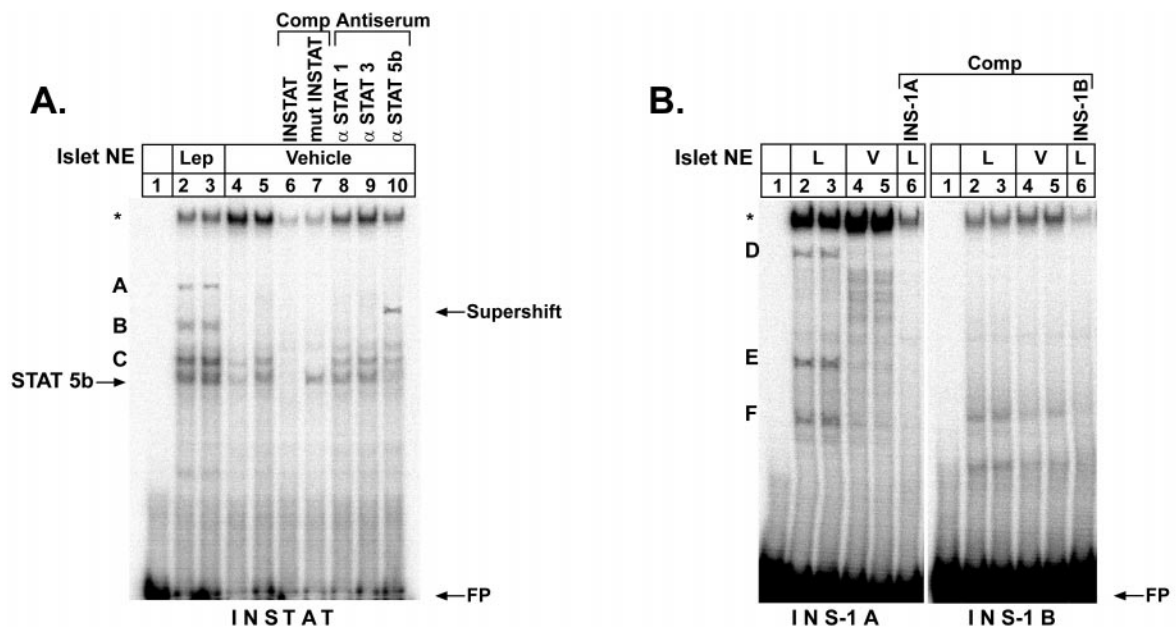 A.
Comp Antiserum
INSTAT
mut INSTAT
α STAT 1
α STAT 3
α STAT 5b
Islet NE
Lep Vehicle
1 2 3 4 5 6 7 8 9 10
*
A
B
C
STAT 5b
Supershift
FP
INSTAT
B.
Comp
INS-1A
INS-1B
Islet NE
L V L L V L
1 2 3 4 5 6 1 2 3 4 5 6
*
D
E
F
FP
INS-1 A
INS-1 B